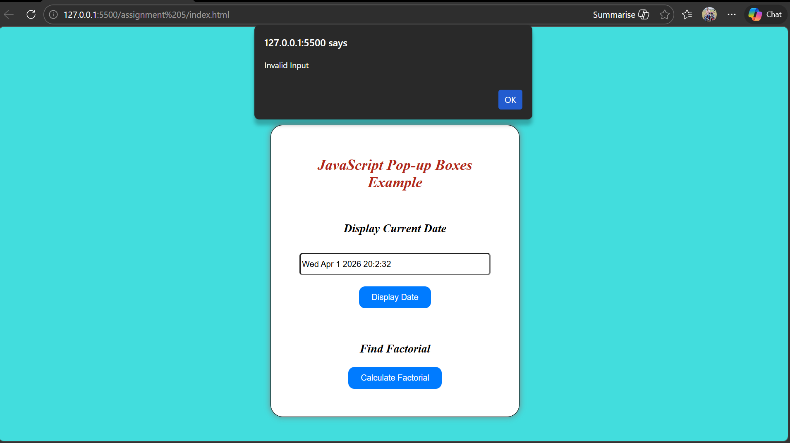 127.0.0.1:5500/assignment%205/index.html
Summarise
Chat
127.0.0.1:5500 says
Invalid Input
OK
JavaScript Pop-up Boxes
Example
Display Current Date
Wed Apr 1 2026 20:2:32
Display Date
Find Factorial
Calculate Factorial